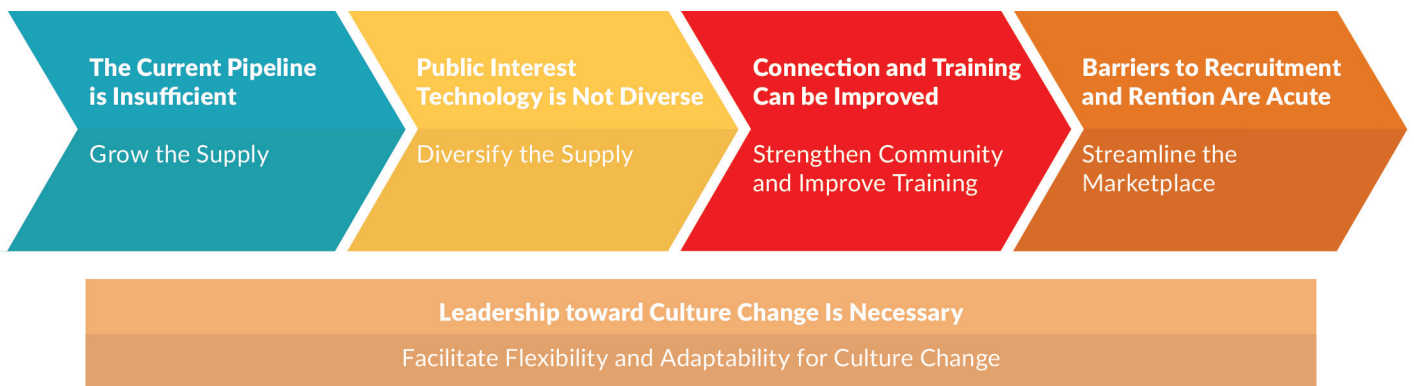 The Current Pipeline
is Insufficient
Grow the Supply
Public Interest
Technology is Not Diverse
Diversify the Supply
Connection and Training
Can be Improved
Strengthen Community
and Improve Training
Barriers to Recruitment
and Rention Are Acute
Streamline the
Marketplace
Leadership toward Culture Change Is Necessary
Facilitate Flexibility and Adaptability for Culture Change